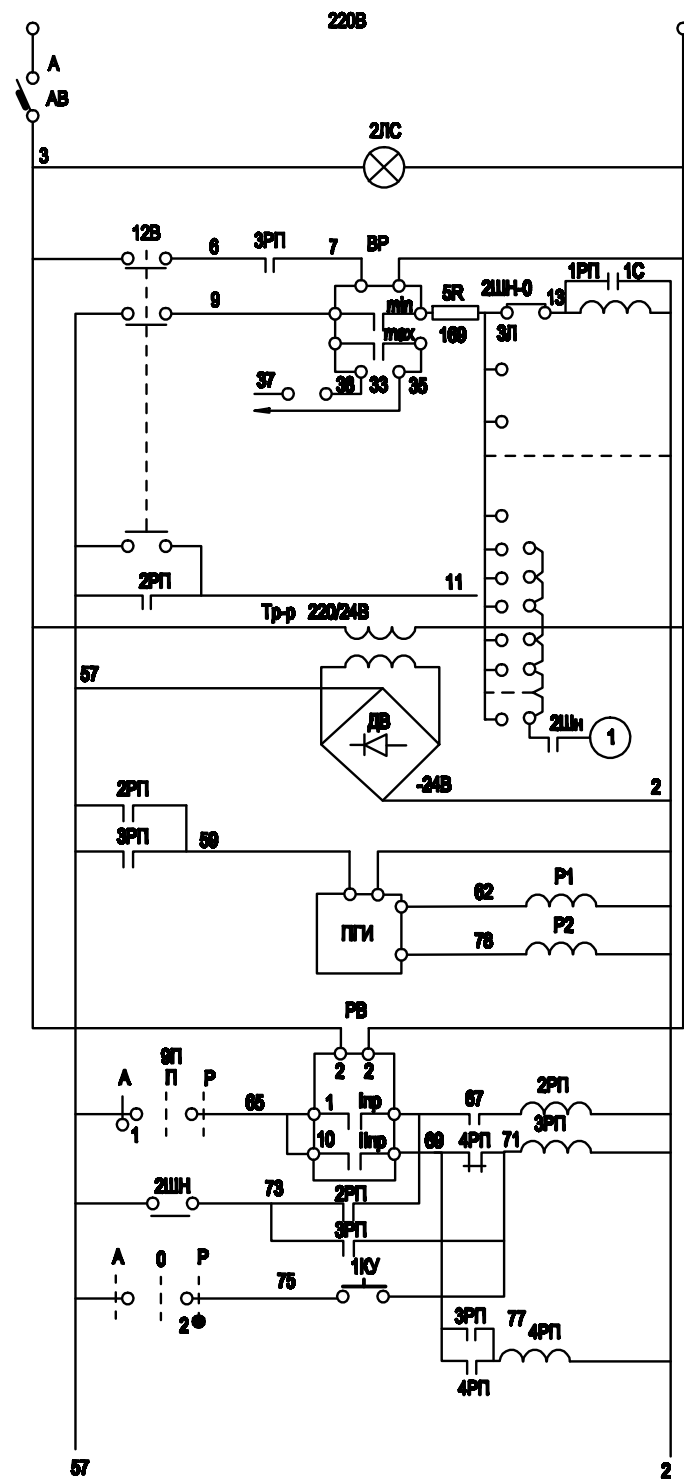 220В
А
АВ
2ЛС
3
12В 6 3РП 7 ВР
1РП 1С
9 min 5R 2ШН-0 13
max 169 3Л
37 38 33 35
2РП 11
Тр-р 220/24В
57
ДВ 2Шн 1
-24В 2
2РП
3РП 59
62 Р1
ПГИ
78 Р2
РВ
9П
А П Р 2 2
65 1 Iпр 67 2РП
1 10 IIпр 69 4РП 71 3РП
2ШН 73 2РП
3РП
А 0 Р 1КУ
75
2
3РП 77 4РП
4РП
57 2